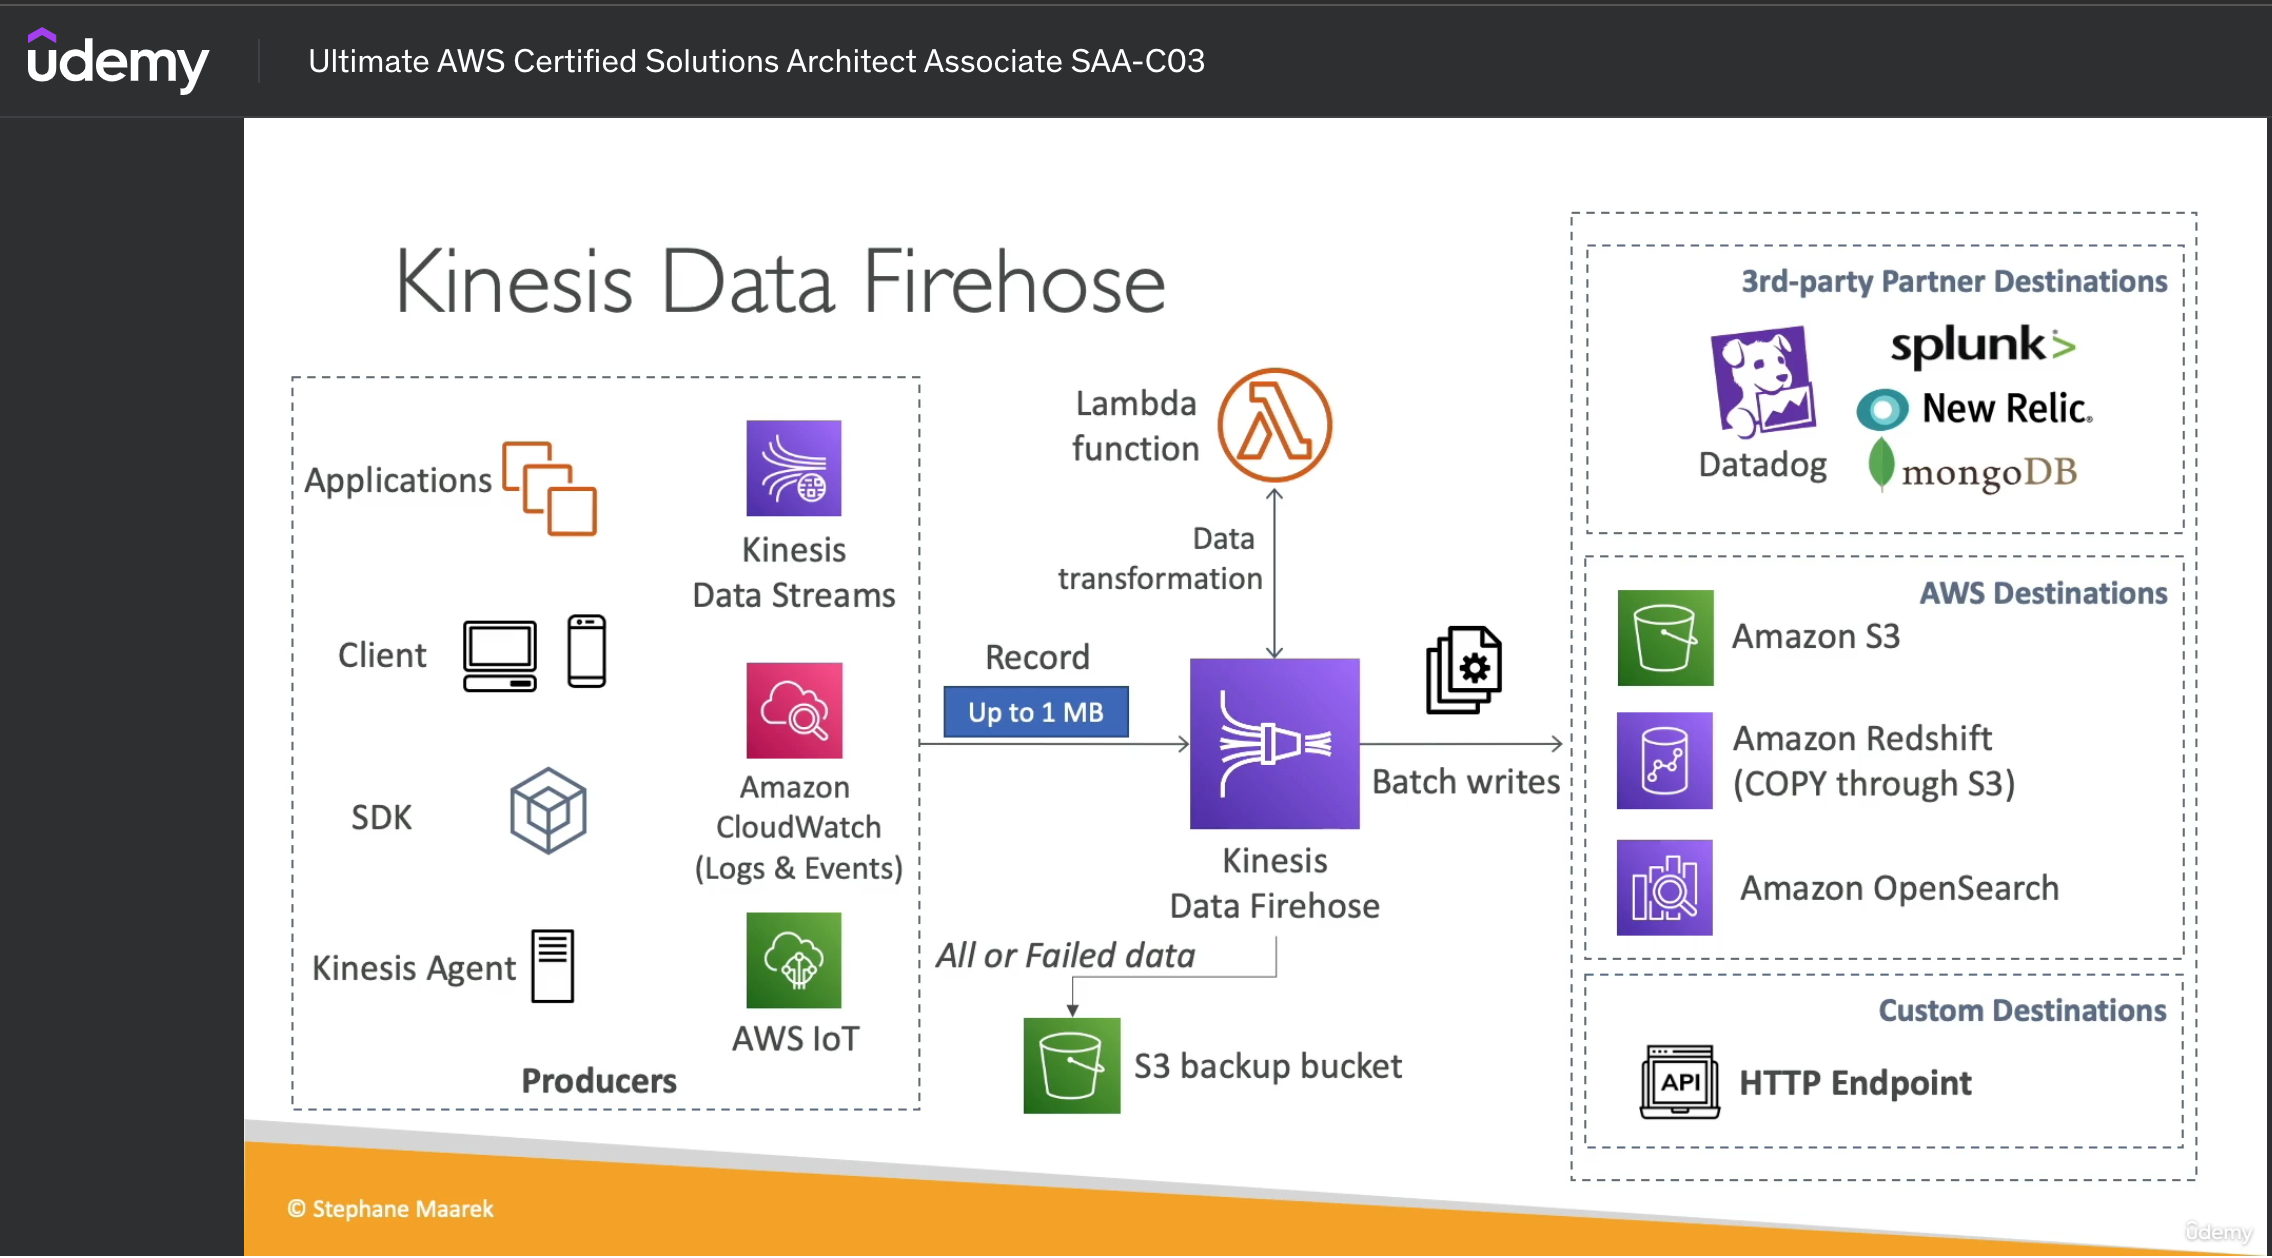 udemy
Ultimate AWS Certified Solutions Architect Associate SAA-C03
Kinesis Data Firehose
Applications
Client
SDK
Kinesis Agent
Kinesis
Data Streams
Amazon
CloudWatch
(Logs & Events)
AWS IoT
Producers
Record
Up to 1 MB
Lambda
function
Data
transformation
Kinesis
Data Firehose
All or Failed data
S3 backup bucket
Batch writes
3rd-party Partner Destinations
Datadog
splunk>
New Relic.
mongoDB
AWS Destinations
Amazon S3
Amazon Redshift
(COPY through S3)
Amazon OpenSearch
Custom Destinations
API
HTTP Endpoint
© Stephane Maarek
udemy